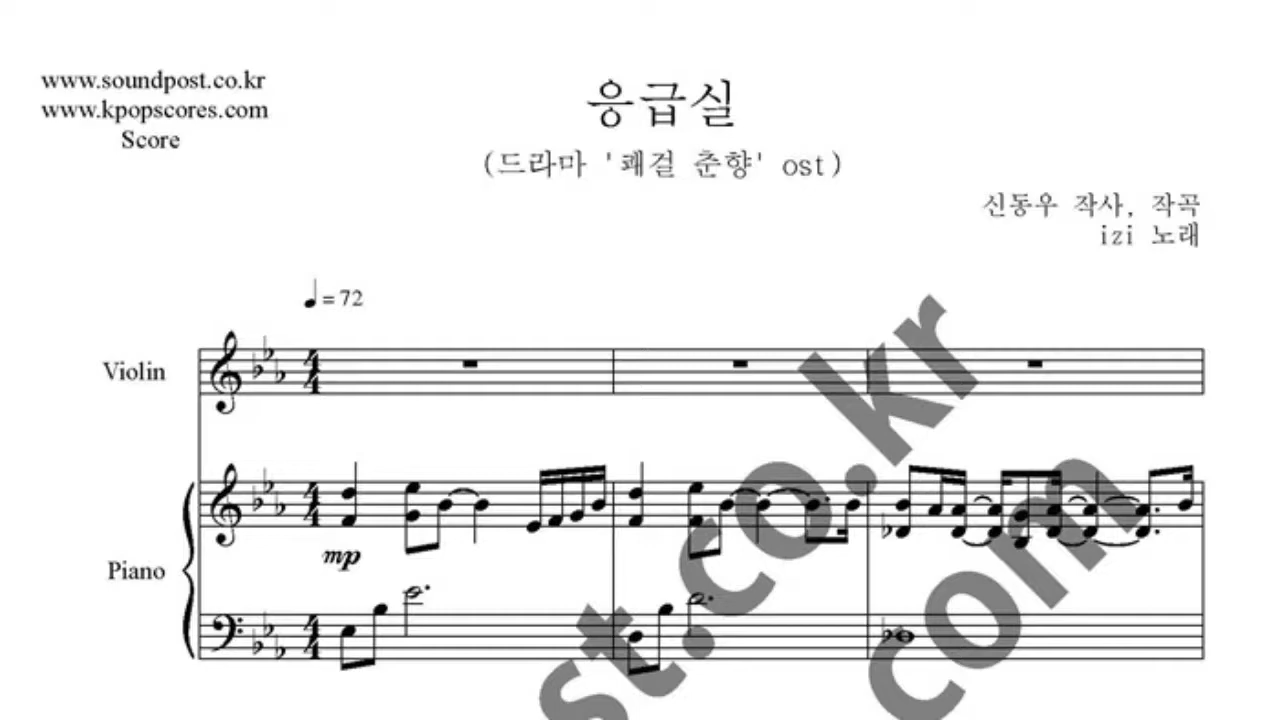 www.soundpost.co.kr
www.kpopscores.com
Score
응급실
(드라마 '쾌걸 춘향' ost)
신동우 작사, 작곡
izi 노래
= 72
Violin
mp
Piano
st.co.kr
com